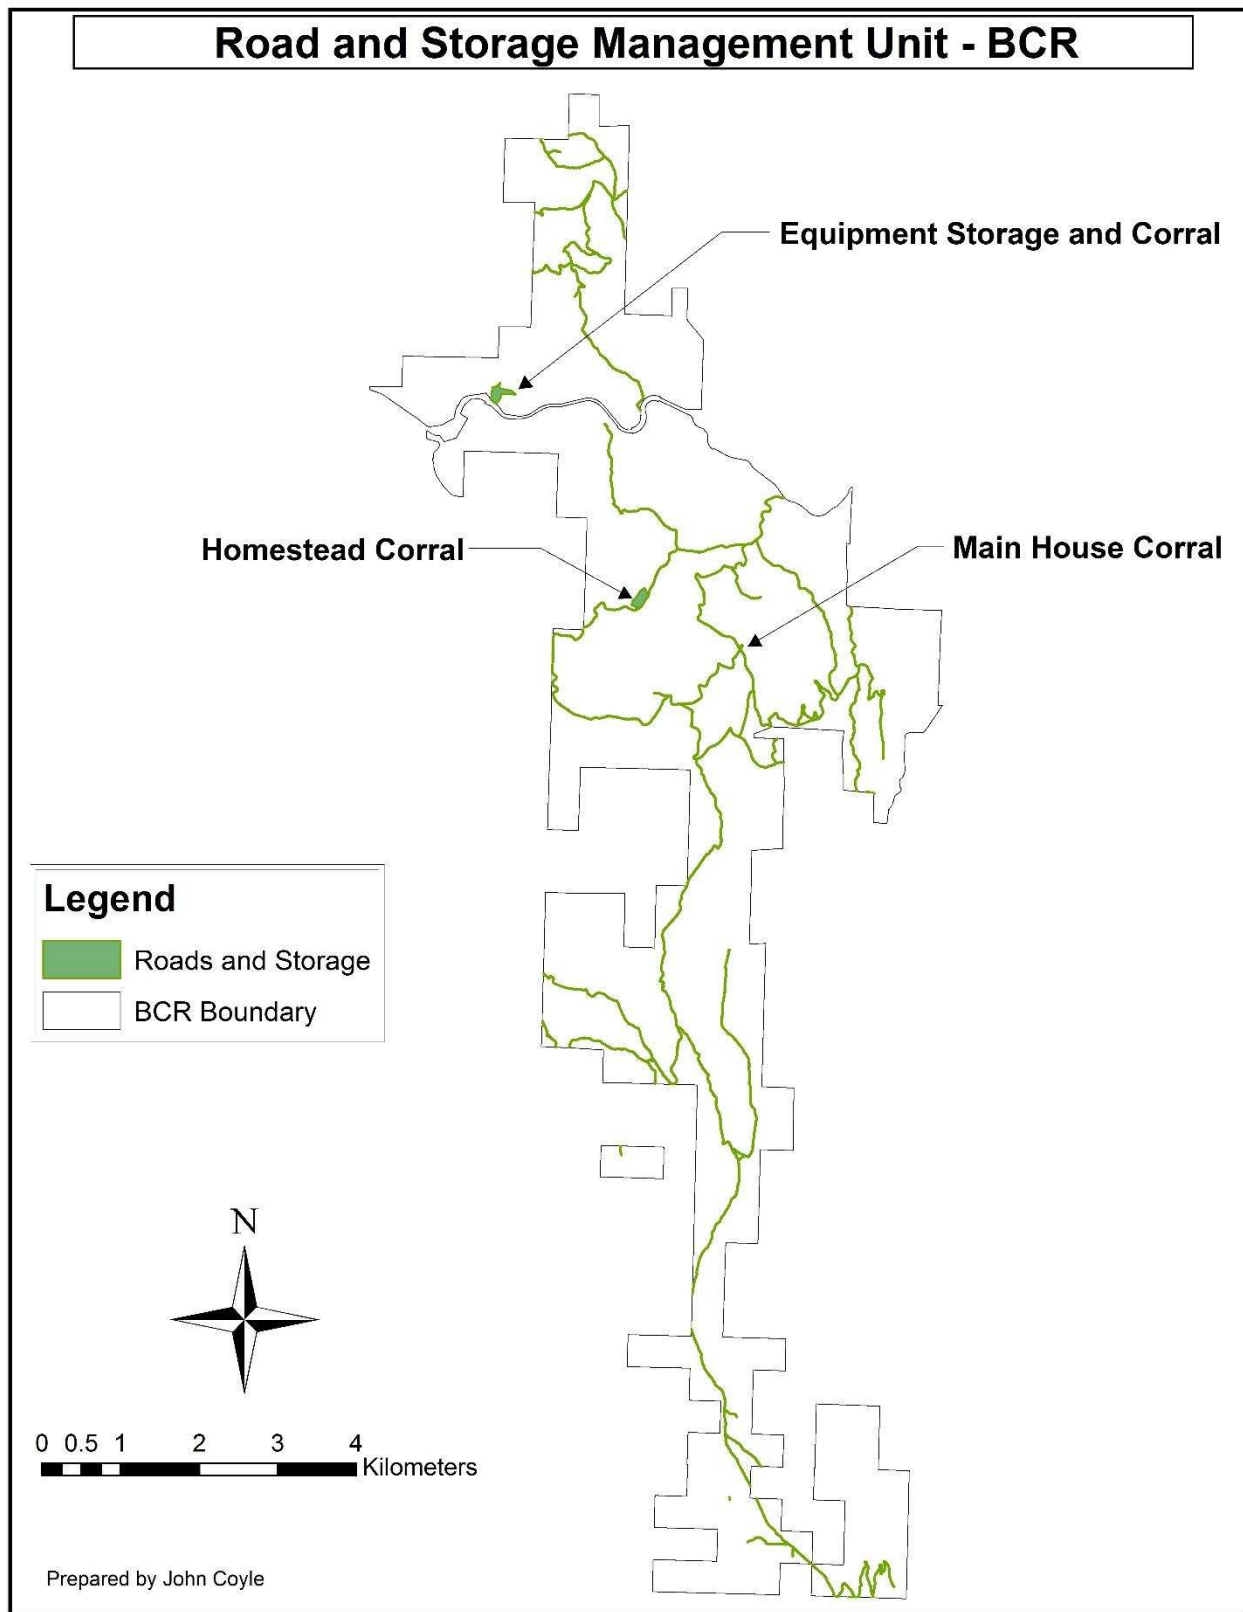 Road and Storage Management Unit - BCR
Equipment Storage and Corral
Homestead Corral
Main House Corral
Legend
Roads and Storage
BCR Boundary
N
0 0.5 1 2 3 4
Kilometers
Prepared by John Coyle